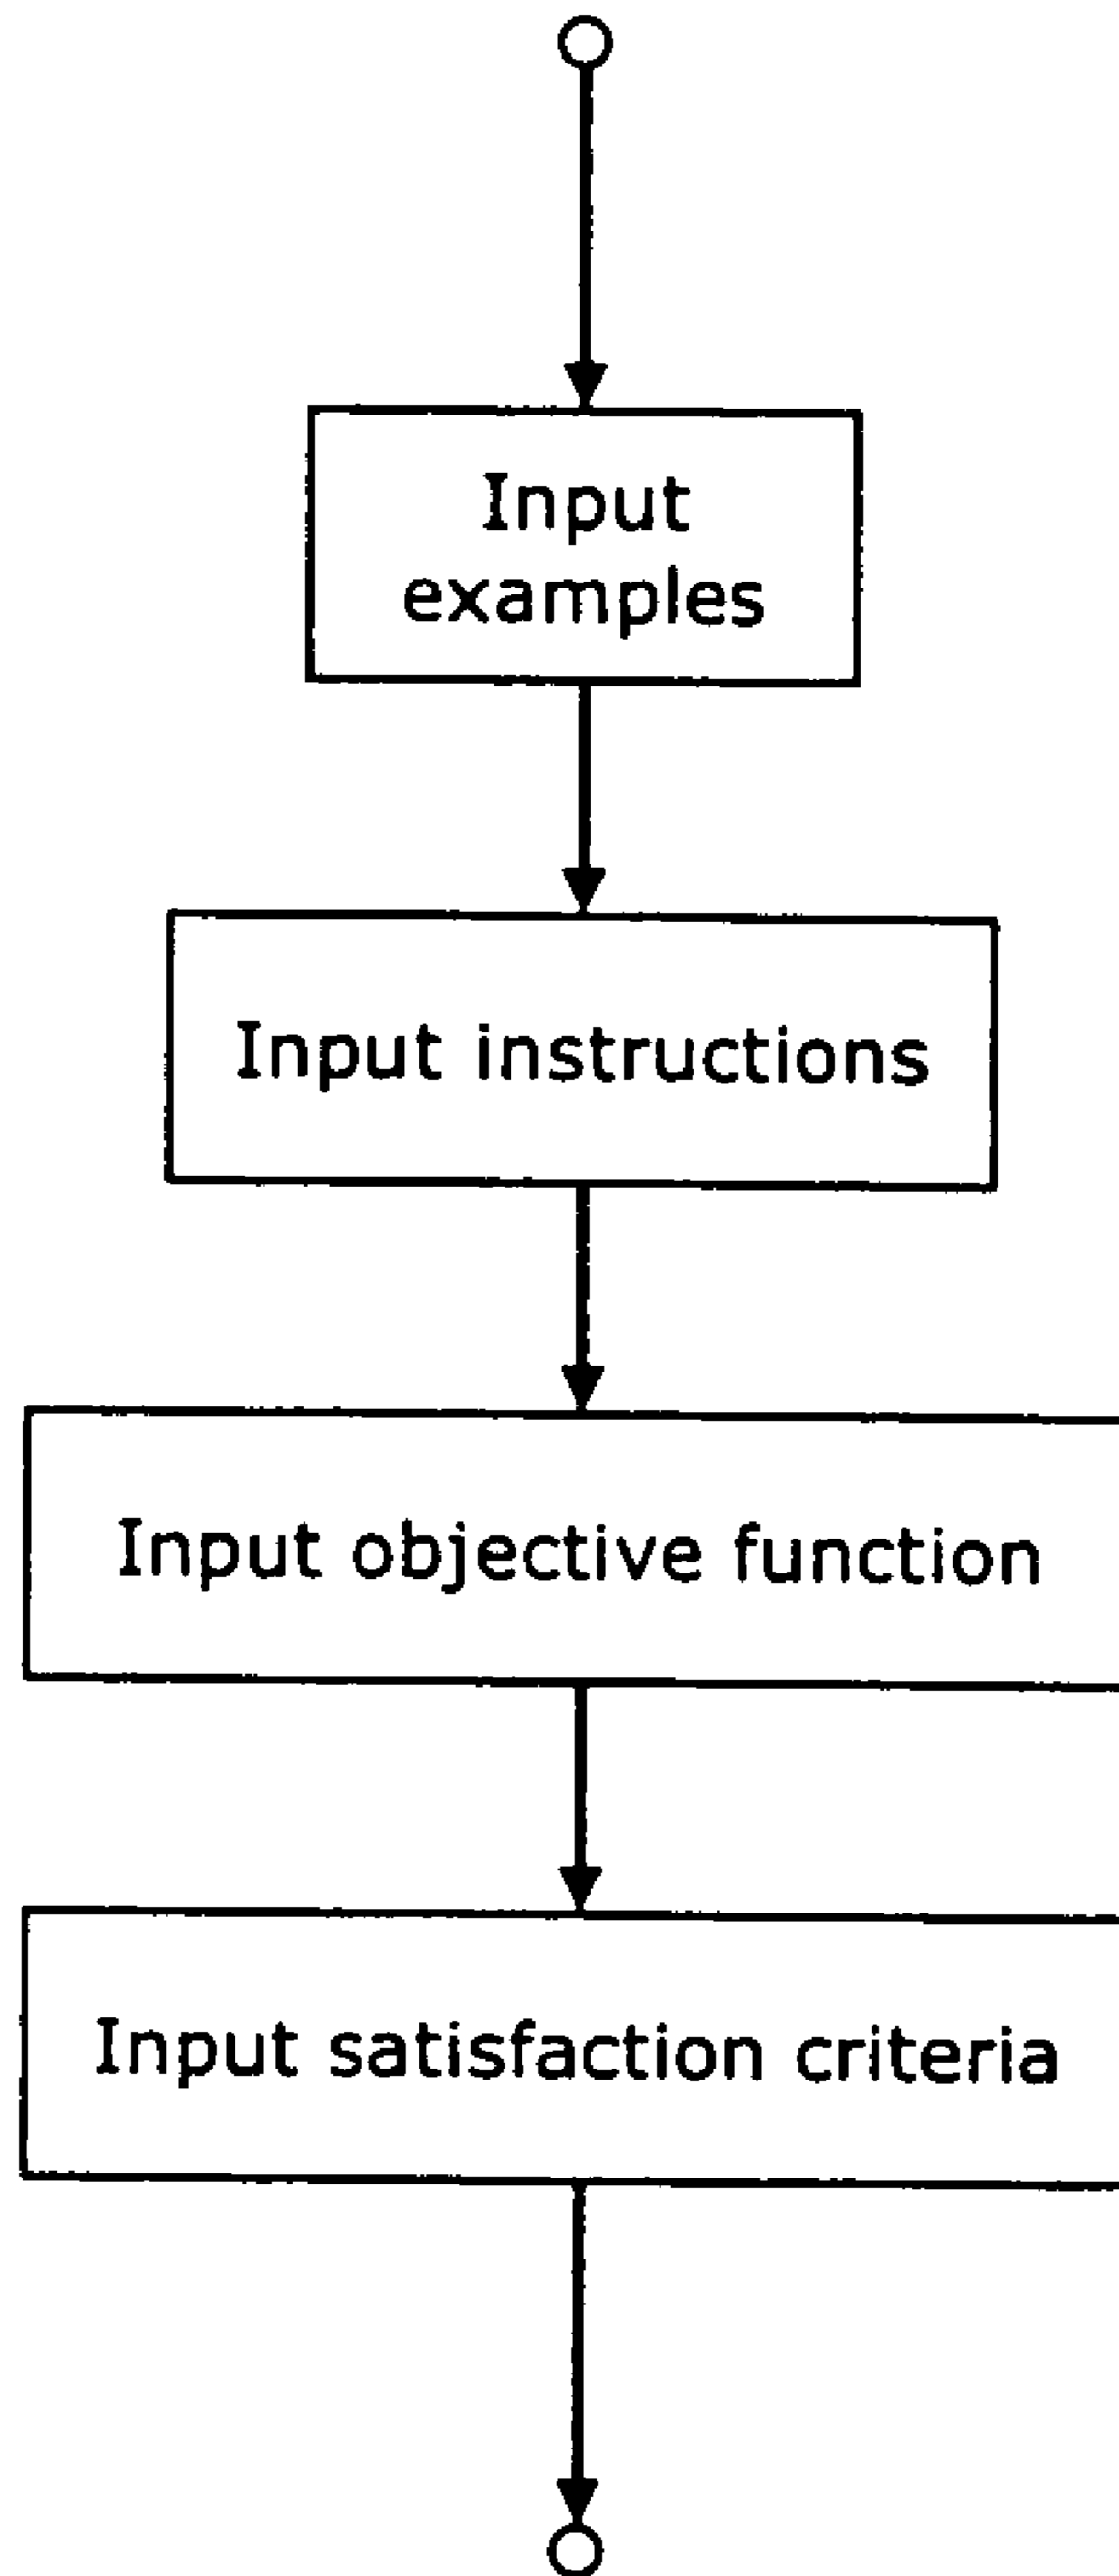 Input
examples
Input instructions
Input objective function
Input satisfaction criteria